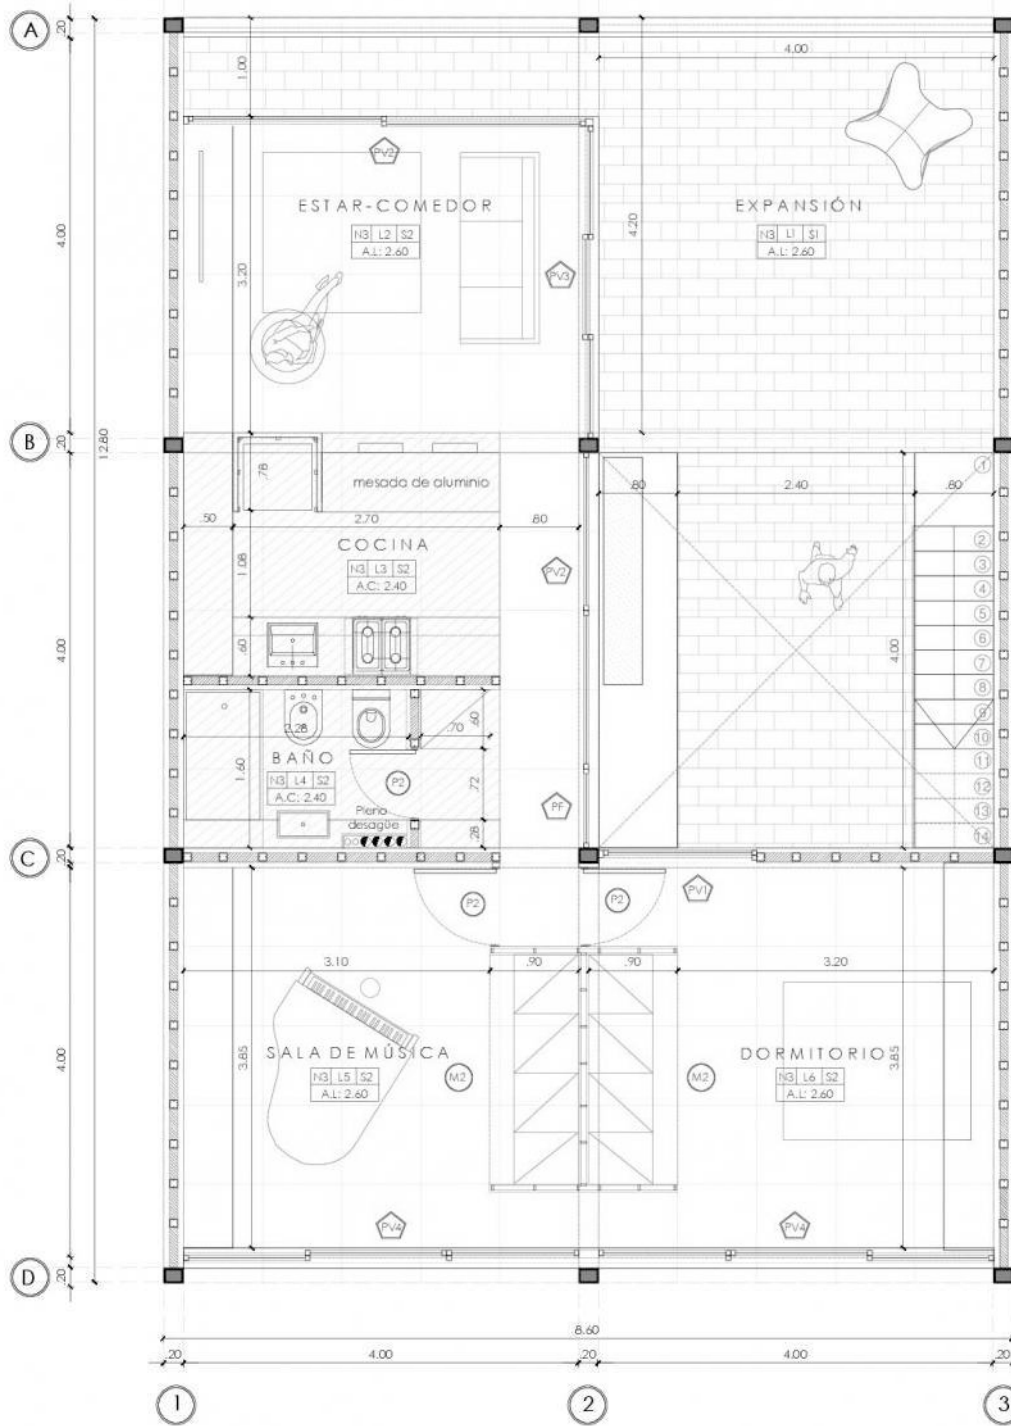 A
.20
1.00
4.00
PV2
ESTAR-COMEDOR
N3 L2 S2
A.L: 2.60
EXPANSIÓN
N3 L1 S1
A.L: 2.60
4.00
4.20
3.20
PV3
B
.20
12.80
.78
mesada de aluminio
.80
2.40
.80
1
.50
2.70
.80
COCINA
N3 L3 S2
A.C: 2.40
1.08
PV2
2
3
4
5
6
7
8
9
10
11
12
13
14
4.00
4.00
.60
2.28
.70
.60
BAÑO
N3 L4 S2
A.C: 2.40
1.60
P2
.72
Pleno
desagüe
.28
PF
C
.20
P2
P2
PV1
3.10
.90
.90
3.20
4.00
3.85
SALA DE MÚSICA
N3 L5 S2
A.L: 2.60
M2
M2
DORMITORIO
N3 L6 S2
A.L: 2.60
3.85
PV4
PV4
D
.20
8.60
.20
4.00
.20
4.00
.20
1
2
3